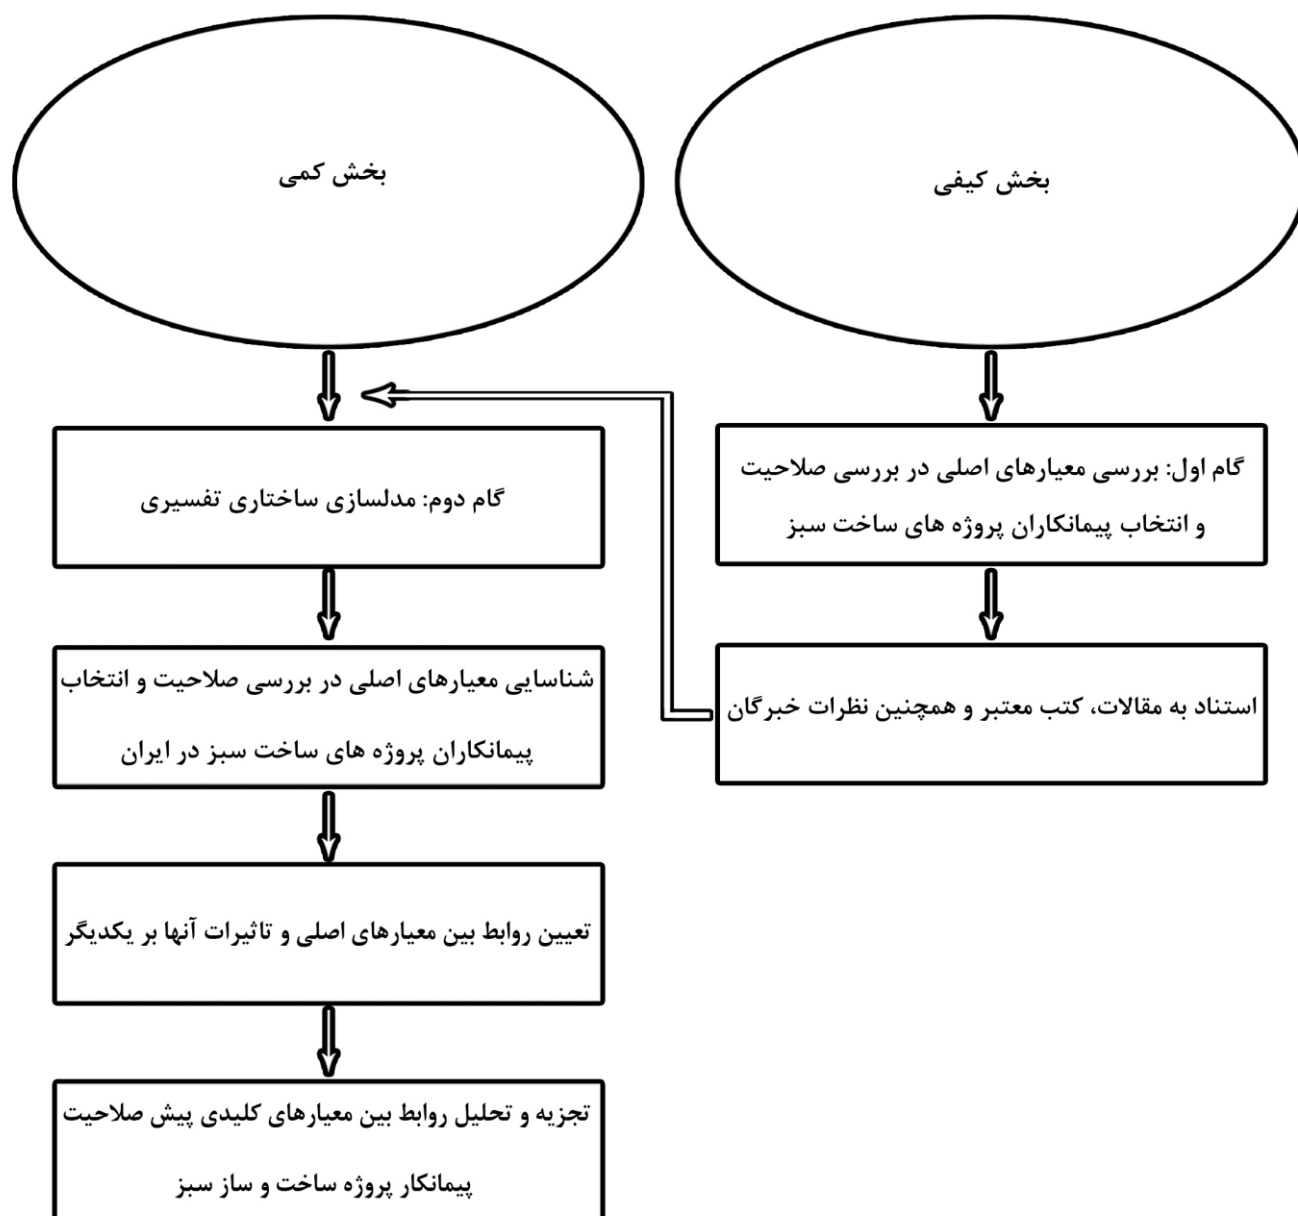 بخش کیفی
گام اول: بررسی معیارهای اصلی در بررسی صلاحیت
و انتخاب پیمانکاران پروژه های ساخت سبز
استناد به مقالات، کتب معتبر و همچنین نظرات خبرگان
بخش کمی
گام دوم: مدلسازی ساختاری تفسیری
شناسایی معیارهای اصلی در بررسی صلاحیت و انتخاب
پیمانکاران پروژه های ساخت سبز در ایران
تعیین روابط بین معیارهای اصلی و تاثیرات آنها بر یکدیگر
تجزیه و تحلیل روابط بین معیارهای کلیدی پیش صلاحیت
پیمانکار پروژه ساخت و ساز سبز